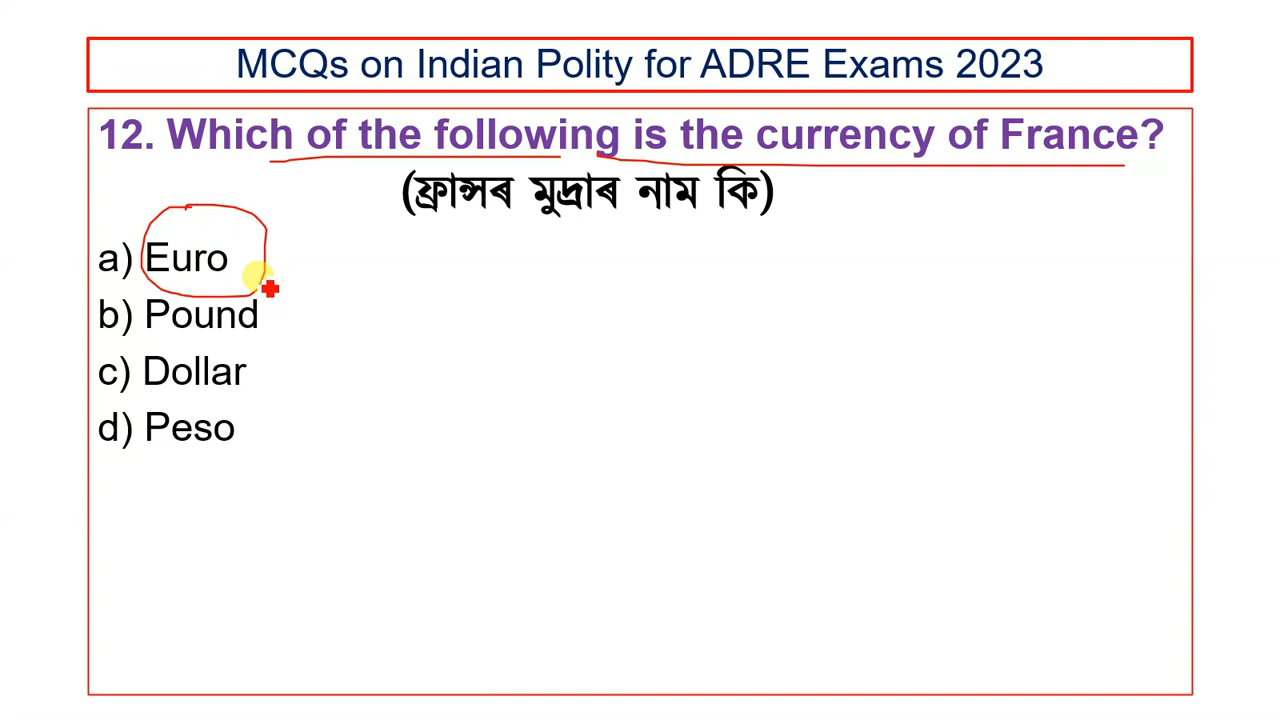 MCQs on Indian Polity for ADRE Exams 2023
12. Which of the following is the currency of France?
(ফ্ৰান্সৰ মুদ্ৰাৰ নাম কি)
a) Euro
b) Pound
c) Dollar
d) Peso